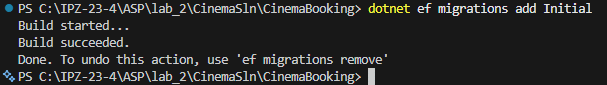 PS C:\IPZ-23-4\ASP\lab_2\CinemaSln\CinemaBooking> dotnet ef migrations add Initial
Build started...
Build succeeded.
Done. To undo this action, use 'ef migrations remove'
PS C:\IPZ-23-4\ASP\lab_2\CinemaSln\CinemaBooking>